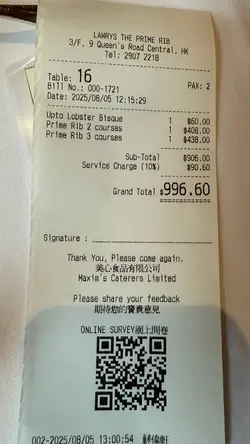 LAWRYS THE PRIME RIB
3/F, 9 Queen's Road Central, HK
Tel: 2907 2218
Table: 16 PAX: 2
Bill No.: 000-1721
Date: 2025/08/05 12:15:29
Upto Lobster Bisque 1 $60.00
Prime Rib 2 courses 1 $408.00
Prime Rib 3 courses 1 $438.00
Sub-Total $906.00
Service Charge (10%) $90.60
Grand Total $996.60
Signature :
Thank You, Please come again.
美心食品有限公司
Maxim's Caterers Limited
Please share your feedback
期待您的寶貴意見
ONLINE SURVEY網上問卷
002-2025/08/05 13:00:54 蘇偉軒